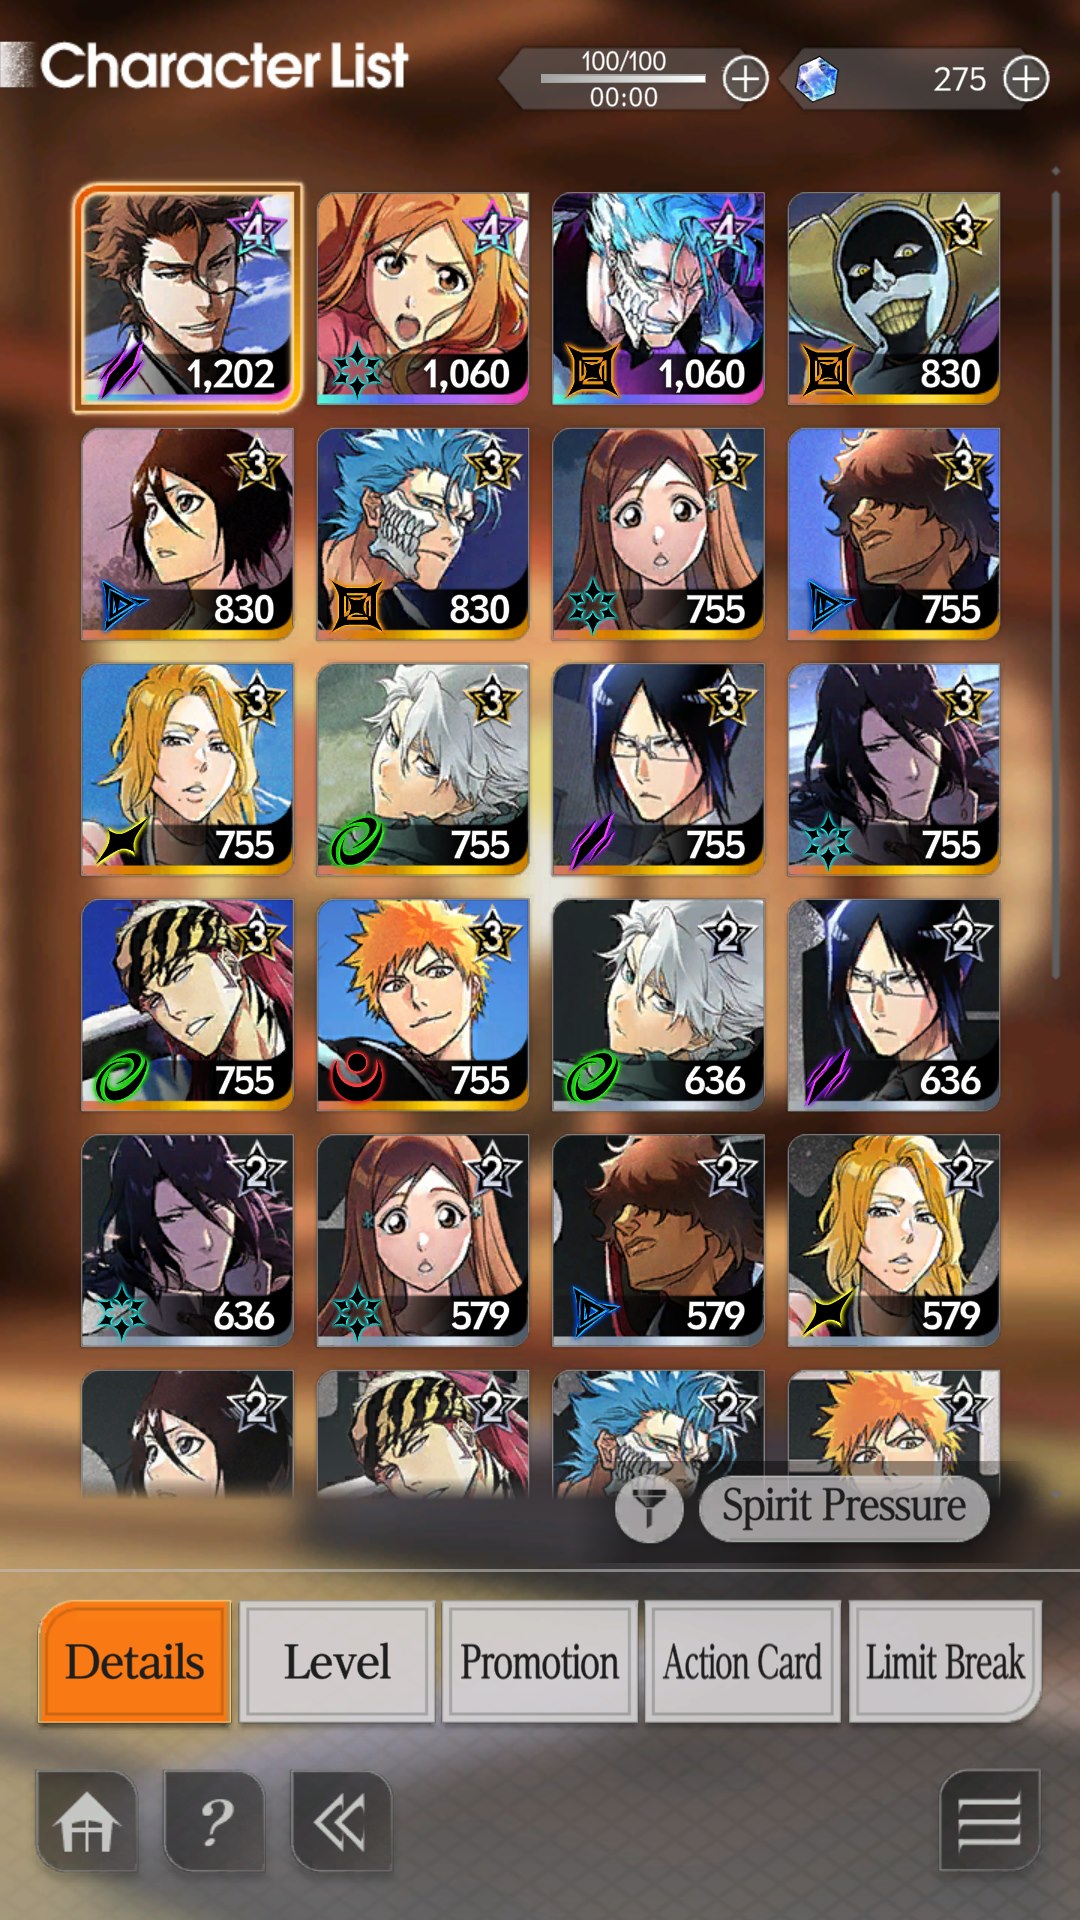 Character List
100/100
00:00
275
4 4 4 3
1,202 1,060 1,060 830
3 3 3 3
830 830 755 755
3 3 3 3
755 755 755 755
3 3 2 2
755 755 636 636
2 2 2 2
636 579 579 579
2 2 2 2
Spirit Pressure
Details Level Promotion Action Card Limit Break
?